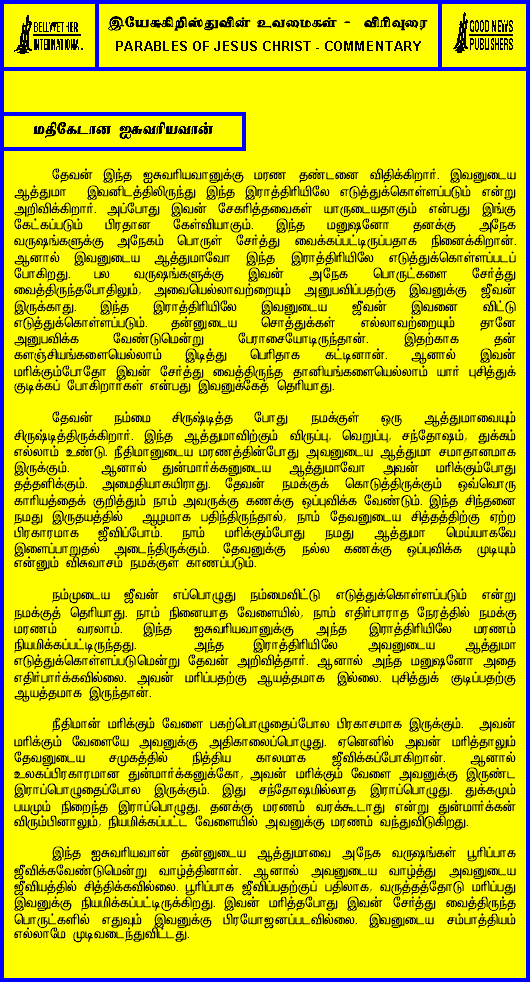 BELLWETHER
INTERNATIONAL
இயேசுகிறிஸ்துவின் உவமைகள் - விரிவுரை
PARABLES OF JESUS CHRIST - COMMENTARY
GOOD NEWS
PUBLISHERS
மதிகேடான ஐசுவரியவான்
தேவன் இந்த ஐசுவரியவானுக்கு மரண தண்டனை விதிக்கிறார். இவனுடைய
ஆத்துமா இவனிடத்திலிருந்து இந்த இராத்திரியிலே எடுத்துக்கொள்ளப்படும் என்று
அறிவிக்கிறார். அப்போது இவன் சேகரித்தவைகள் யாருடையதாகும் என்பது இங்கு
கேட்கப்படும் பிரதான கேள்வியாகும். இந்த மனுஷனோ தனக்கு அநேக
வருஷங்களுக்கு அநேகம் பொருள் சேர்த்து வைக்கப்பட்டிருப்பதாக நினைக்கிறான்.
ஆனால் இவனுடைய ஆத்துமாவோ இந்த இராத்திரியிலே எடுத்துக்கொள்ளப்படப்
போகிறது. பல வருஷங்களுக்கு இவன் அநேக பொருட்களை சேர்த்து
வைத்திருந்தபோதிலும், அவையெல்லாவற்றையும் அனுபவிப்பதற்கு இவனுக்கு ஜீவன்
இருக்காது. இந்த இராத்திரியிலே இவனுடைய ஜீவன் இவனை விட்டு
எடுத்துக்கொள்ளப்படும். தன்னுடைய சொத்துக்கள் எல்லாவற்றையும் தானே
அனுபவிக்க வேண்டுமென்று பேராசையோடிருந்தான். இதற்காக தன்
களஞ்சியங்களையெல்லாம் இடித்து பெரிதாக கட்டினான். ஆனால் இவன்
மரிக்கும்போதோ இவன் சேர்த்து வைத்திருந்த தானியங்களையெல்லாம் யார் புசித்துக்
குடிக்கப் போகிறார்கள் என்பது இவனுக்கேத் தெரியாது.
தேவன் நம்மை சிருஷ்டித்த போது நமக்குள் ஒரு ஆத்துமாவையும்
சிருஷ்டித்திருக்கிறார். இந்த ஆத்துமாவிற்கும் விருப்பு, வெறுப்பு, சந்தோஷம், துக்கம்
எல்லாம் உண்டு. நீதிமானுடைய மரணத்தின்போது அவனுடைய ஆத்துமா சமாதானமாக
இருக்கும். ஆனால் துன்மார்க்கனுடைய ஆத்துமாவோ அவன் மரிக்கும்போது
தத்தளிக்கும். அமைதியாகயிராது. தேவன் நமக்குக் கொடுத்திருக்கும் ஒவ்வொரு
காரியத்தைக் குறித்தும் நாம் அவருக்கு கணக்கு ஒப்புவிக்க வேண்டும். இந்த சிந்தனை
நமது இருதயத்தில் ஆழமாக பதிந்திருந்தால், நாம் தேவனுடைய சித்தத்திற்கு ஏற்ற
பிரகாரமாக ஜீவிப்போம். நாம் மரிக்கும்போது நமது ஆத்துமா மெய்யாகவே
இளைப்பாறுதல் அடைந்திருக்கும். தேவனுக்கு நல்ல கணக்கு ஒப்புவிக்க முடியும்
என்னும் விசுவாசம் நமக்குள் காணப்படும்.
நம்முடைய ஜீவன் எப்பொழுது நம்மைவிட்டு எடுத்துக்கொள்ளப்படும் என்று
நமக்குத் தெரியாது. நாம் நினையாத வேளையில், நாம் எதிர்பாராத நேரத்தில் நமக்கு
மரணம் வரலாம். இந்த ஐசுவரியவானுக்கு அந்த இராத்திரியிலே மரணம்
நியமிக்கப்பட்டிருந்தது. அந்த இராத்திரியிலே அவனுடைய ஆத்துமா
எடுத்துக்கொள்ளப்படுமென்று தேவன் அறிவித்தார். ஆனால் அந்த மனுஷனோ அதை
எதிர்பார்க்கவில்லை. அவன் மரிப்பதற்கு ஆயத்தமாக இல்லை. புசித்துக் குடிப்பதற்கு
ஆயத்தமாக இருந்தான்.
நீதிமான் மரிக்கும் வேளை பகற்பொழுதைப்போல பிரகாசமாக இருக்கும். அவன்
மரிக்கும் வேளையே அவனுக்கு அதிகாலைப்பொழுது. ஏனெனில் அவன் மரித்தாலும்
தேவனுடைய சமுகத்தில் நித்திய காலமாக ஜீவிக்கப்போகிறான். ஆனால்
உலகப்பிரகாரமான துன்மார்க்கனுக்கோ, அவன் மரிக்கும் வேளை அவனுக்கு இருண்ட
இராப்பொழுதைப்போல இருக்கும். இது சந்தோஷமில்லாத இராப்பொழுது. துக்கமும்
பயமும் நிறைந்த இராப்பொழுது. தனக்கு மரணம் வரக்கூடாது என்று துன்மார்க்கன்
விரும்பினாலும், நியமிக்கப்பட்ட வேளையில் அவனுக்கு மரணம் வந்துவிடுகிறது.
இந்த ஐசுவரியவான் தன்னுடைய ஆத்துமாவை அநேக வருஷங்கள் பூரிப்பாக
ஜீவிக்கவேண்டுமென்று வாழ்த்தினான். ஆனால் அவனுடைய வாழ்த்து அவனுடைய
ஜீவியத்தில் சித்திக்கவில்லை. பூரிப்பாக ஜீவிப்பதற்குப் பதிலாக, வருத்தத்தோடு மரிப்பது
இவனுக்கு நியமிக்கப்பட்டிருக்கிறது. இவன் மரித்தபோது இவன் சேர்த்து வைத்திருந்த
பொருட்களில் எதுவும் இவனுக்கு பிரயோஜனப்படவில்லை. இவனுடைய சம்பாத்தியம்
எல்லாமே முடிவடைந்துவிட்டது.